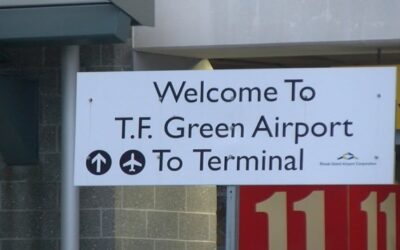 Welcome To
T.F. Green Airport
To Terminal
Rhode Island Airport Corporation
11 11